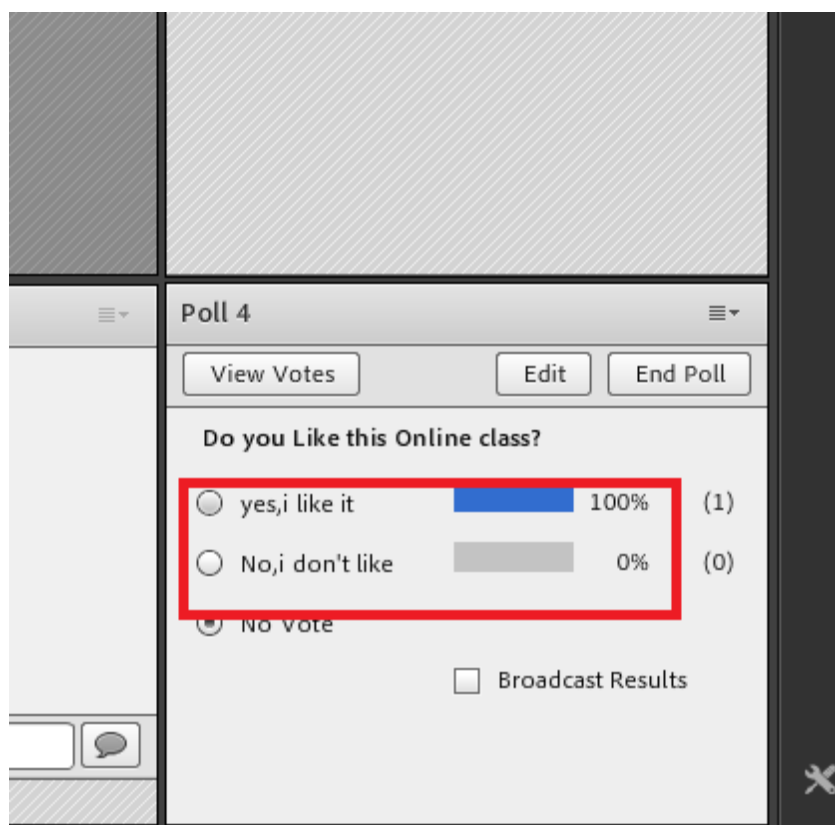 Poll 4
View Votes Edit End Poll
Do you Like this Online class?
yes,i like it 100% (1)
No,i don't like 0% (0)
No Vote
Broadcast Results